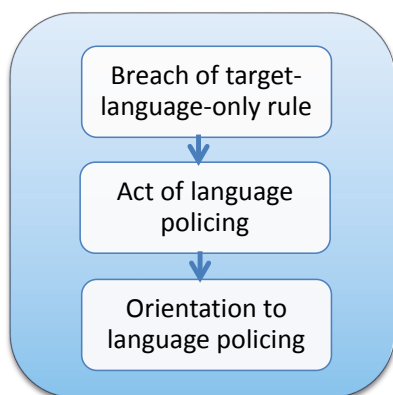 Breach of target-
language-only rule
Act of language
policing
Orientation to
language policing